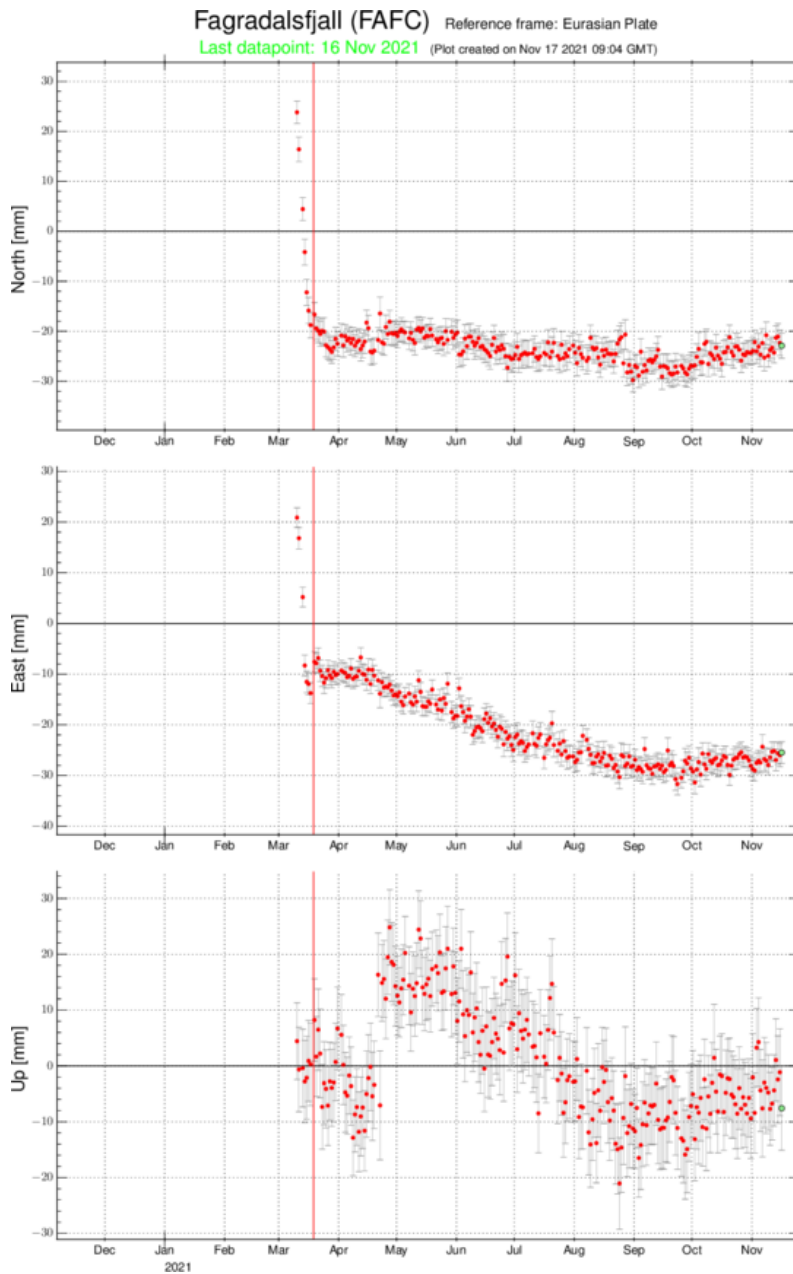 Fagradalsfjall (FAFC) Reference frame: Eurasian Plate
Last datapoint: 16 Nov 2021 (Plot created on Nov 17 2021 09:04 GMT)
North [mm]
30
20
10
0
−10
−20
−30
Dec Jan Feb Mar Apr May Jun Jul Aug Sep Oct Nov
East [mm]
30
20
10
0
−10
−20
−30
−40
Dec Jan Feb Mar Apr May Jun Jul Aug Sep Oct Nov
Up [mm]
30
20
10
0
−10
−20
−30
Dec Jan Feb Mar Apr May Jun Jul Aug Sep Oct Nov
2021